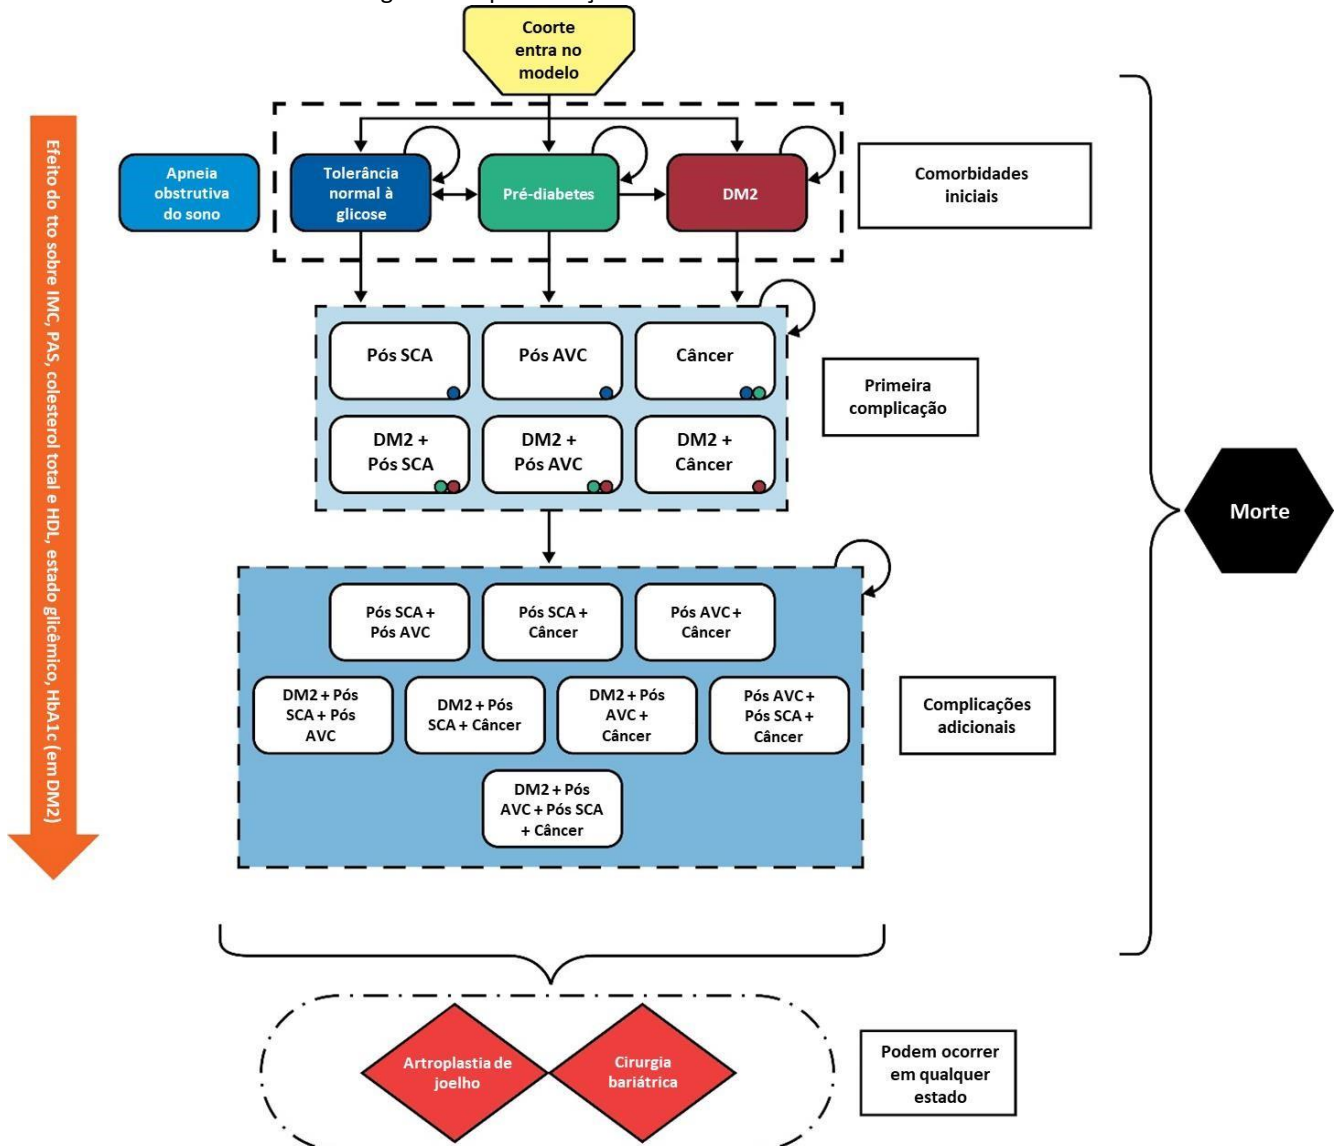 Coorte
entra no
modelo
Efeito do tto sobre IMC, PAS, colesterol total e HDL, estado glicêmico, HbA1c (em DM2)
Apneia
obstrutiva
do sono
Tolerância
normal à
glicose
Pré-diabetes
DM2
Comorbidades
iniciais
Pós SCA
Pós AVC
Câncer
DM2 +
Pós SCA
DM2 +
Pós AVC
DM2 +
Câncer
Primeira
complicação
Morte
Pós SCA +
Pós AVC
Pós SCA +
Câncer
Pós AVC +
Câncer
DM2 + Pós
SCA + Pós
AVC
DM2 + Pós
SCA + Câncer
DM2 + Pós
AVC +
Câncer
Pós AVC +
Pós SCA +
Câncer
DM2 + Pós
AVC + Pós SCA
+ Câncer
Complicações
adicionais
Artroplastia de
joelho
Cirurgia
bariátrica
Podem ocorrer
em qualquer
estado